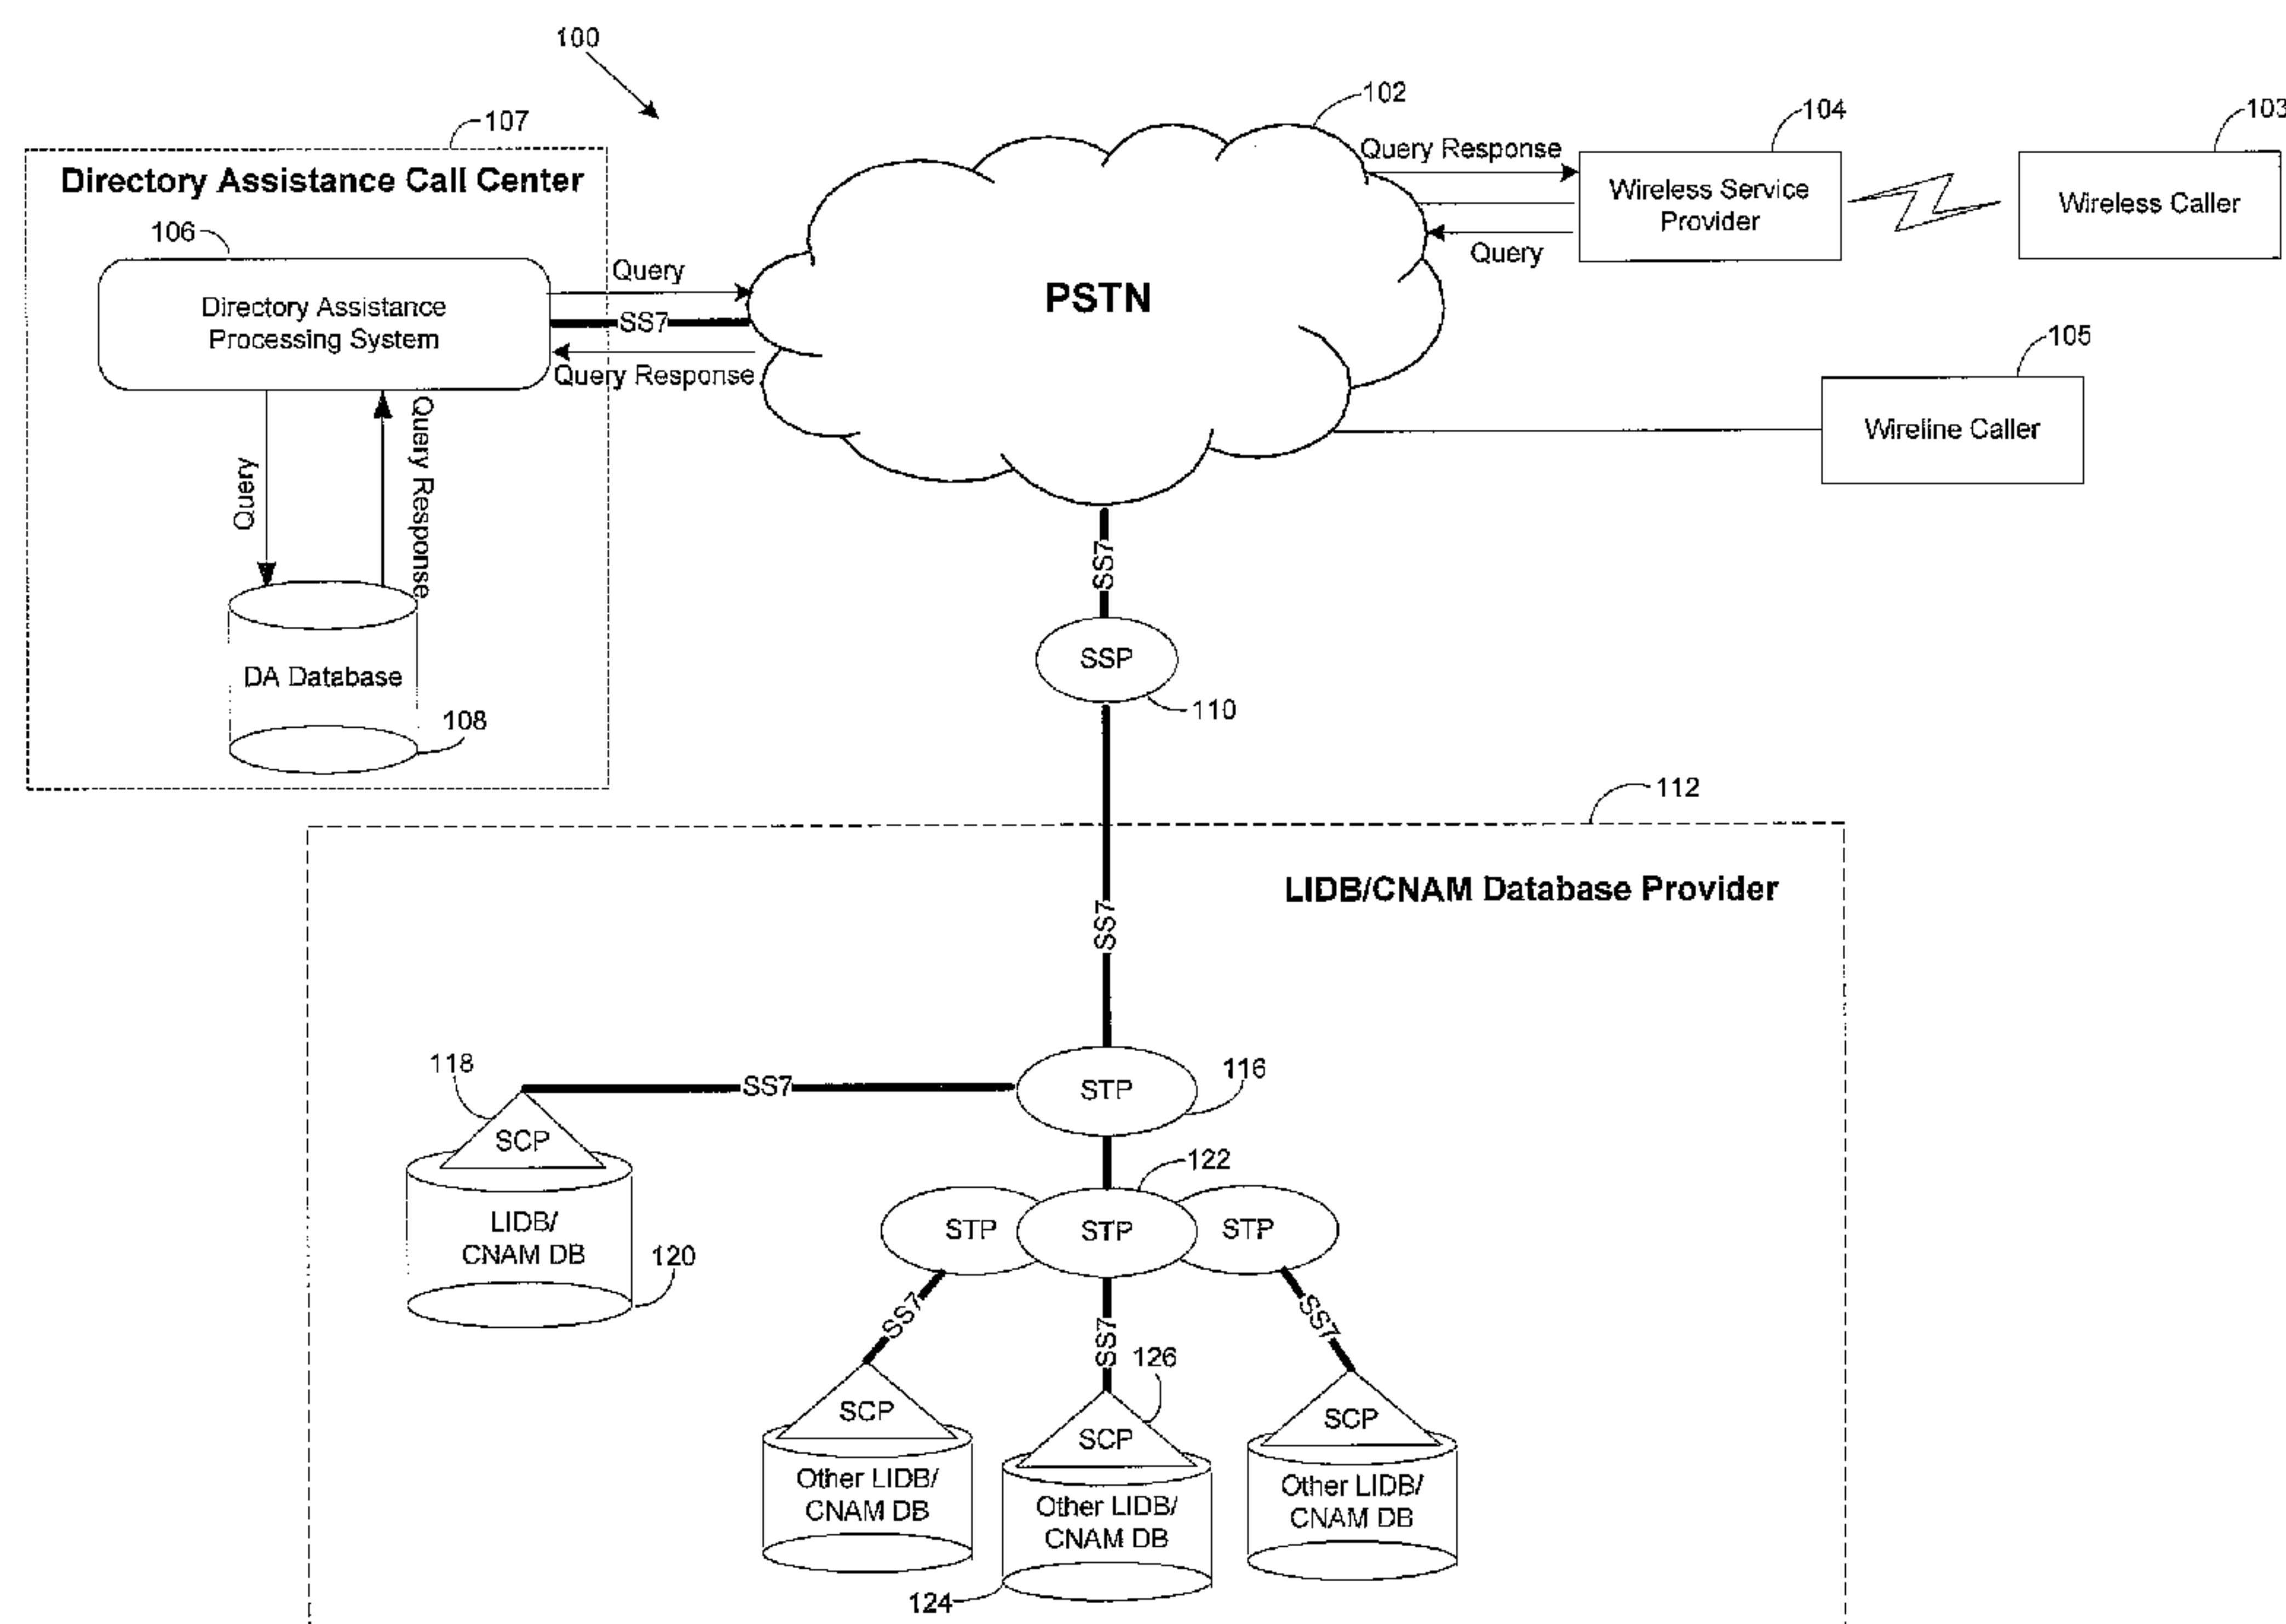 100
102
107
104
103
Directory Assistance Call Center
Query Response
Wireless Service
Provider
Wireless Caller
106
Query
Query
Directory Assistance
Processing System
SS7
PSTN
Query Response
105
Wireline Caller
Query
Query Response
SS7
DA Database
108
SSP
110
112
LIDB/CNAM Database Provider
SS7
118
SS7
STP
116
SCP
122
LIDB/
CNAM DB
120
STP
STP
STP
SS7
SS7
SS7
126
SCP
SCP
SCP
Other LIDB/
CNAM DB
Other LIDB/
CNAM DB
Other LIDB/
CNAM DB
124